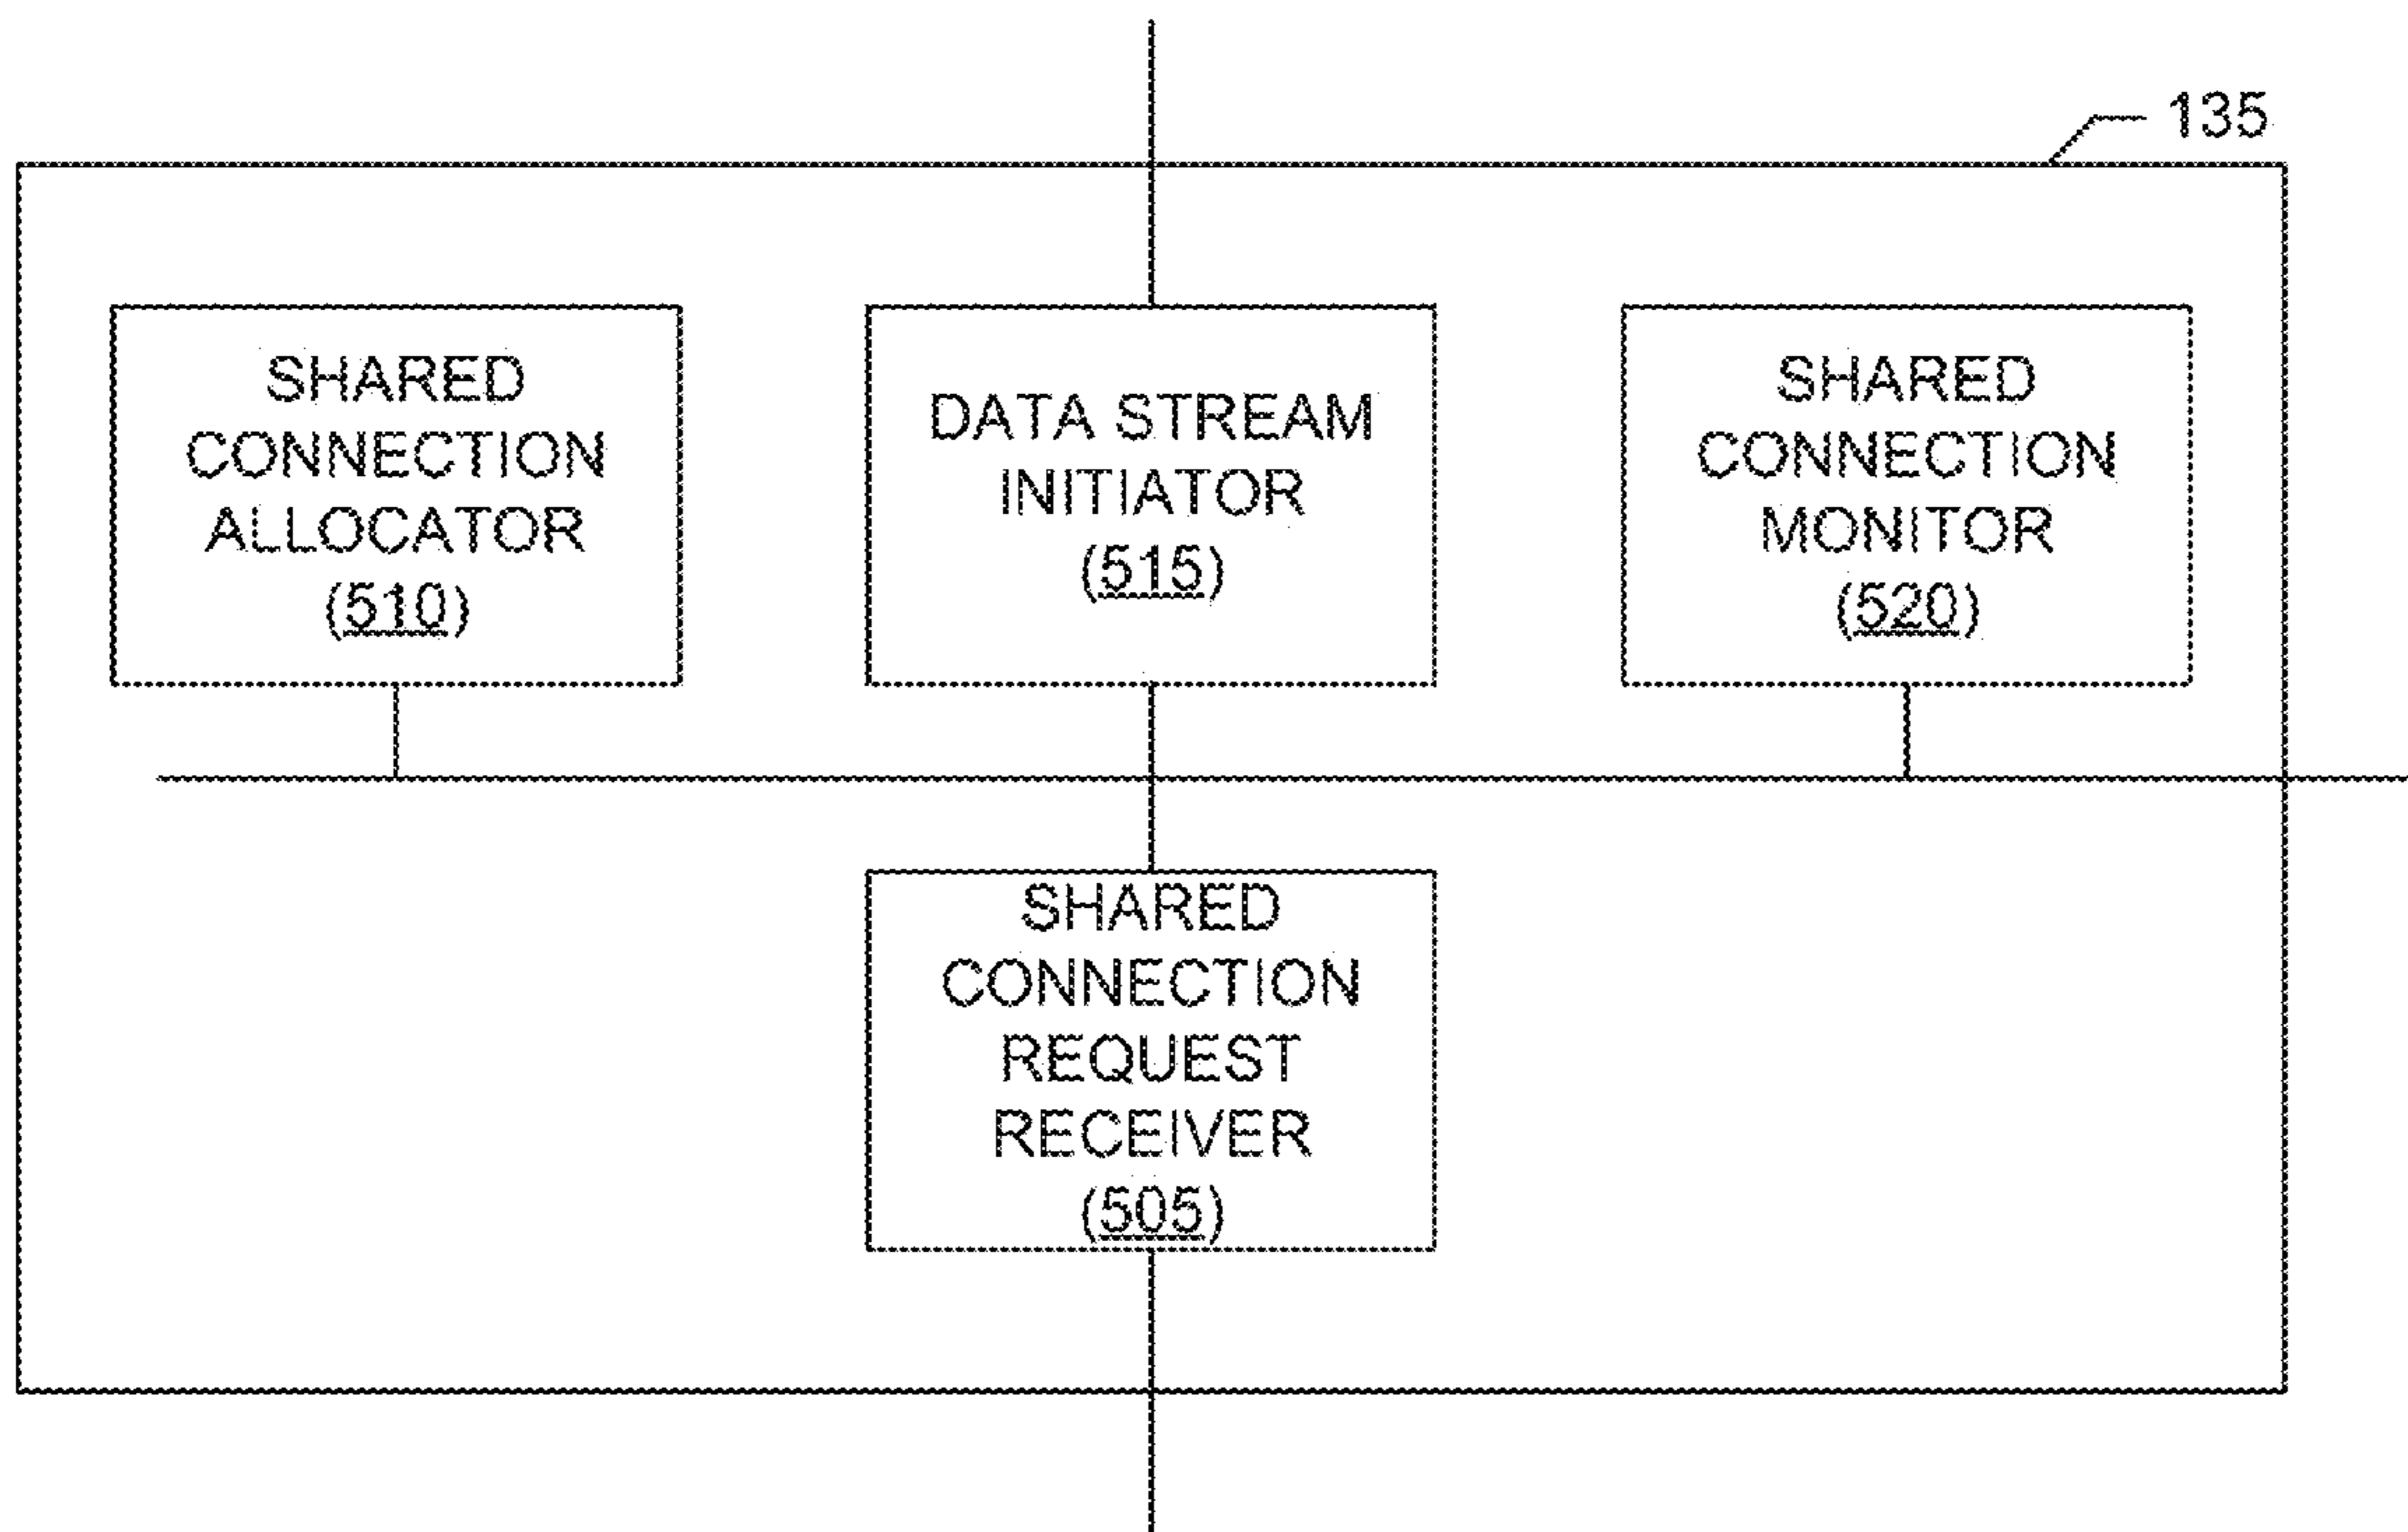 135
SHARED
CONNECTION
ALLOCATOR
(510)
DATA STREAM
INITIATOR
(515)
SHARED
CONNECTION
MONITOR
(520)
SHARED
CONNECTION
REQUEST
RECEIVER
(505)